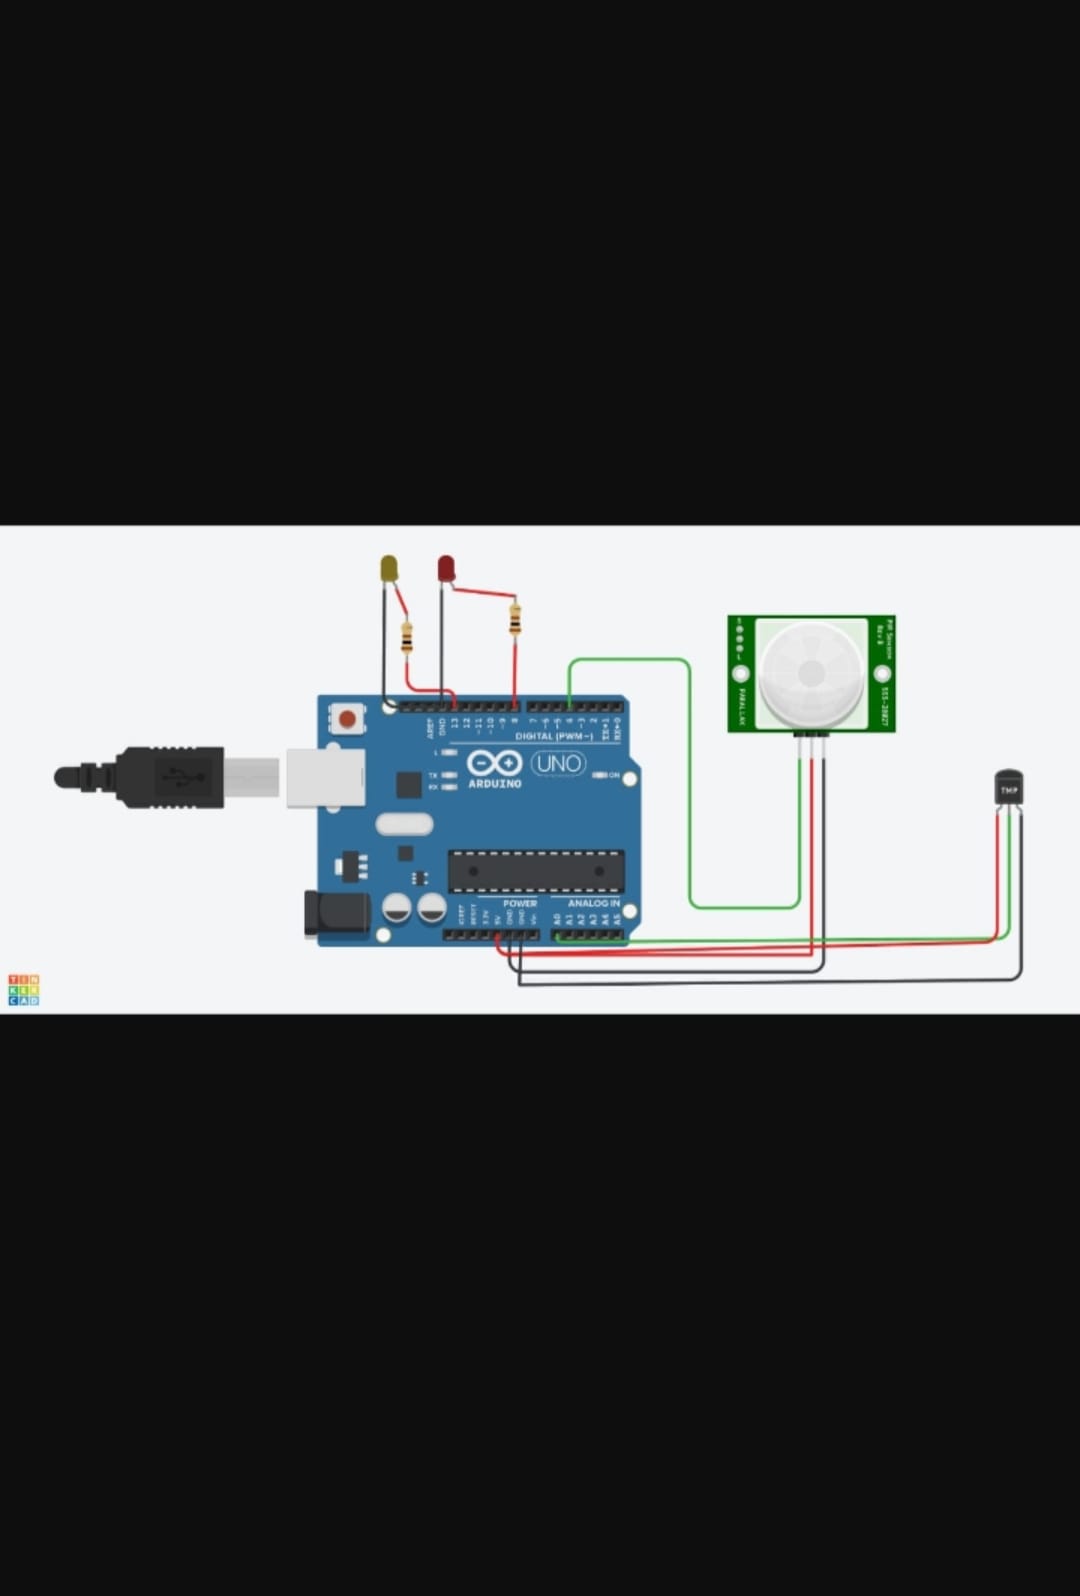 AREF
GND
13
12
~11
~10
~9
8
7
~6
~5
4
~3
2
TX→1
RX←0
DIGITAL (PWM~)
L
TX
RX
ARDUINO
UNO
ON
POWER
ANALOG IN
IOREF
RESET
3.3V
5V
GND
GND
Vin
A0
A1
A2
A3
A4
A5
PIR Sensor
Rev B
555-28027
PARALLAX
TMP
TIN
KER
CAD